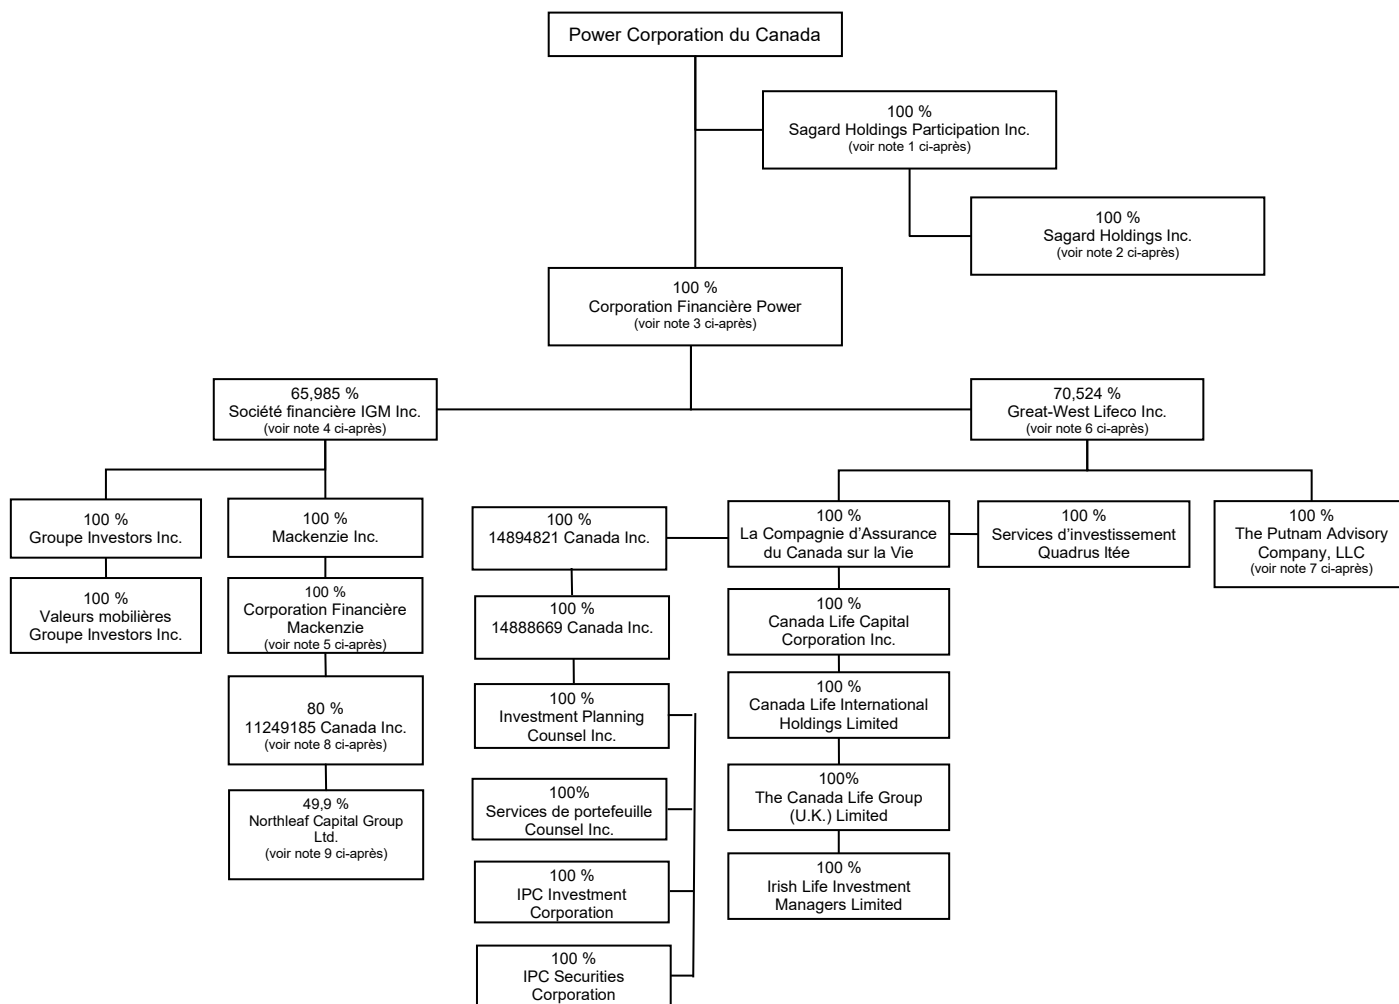 Power Corporation du Canada
100 %
Sagard Holdings Participation Inc.
(voir note 1 ci-après)
100 %
Sagard Holdings Inc.
(voir note 2 ci-après)
100 %
Corporation Financière Power
(voir note 3 ci-après)
65,985 %
Société financière IGM Inc.
(voir note 4 ci-après)
70,524 %
Great-West Lifeco Inc.
(voir note 6 ci-après)
100 %
Groupe Investors Inc.
100 %
Valeurs mobilières
Groupe Investors Inc.
100 %
Mackenzie Inc.
100 %
Corporation Financière
Mackenzie
(voir note 5 ci-après)
80 %
11249185 Canada Inc.
(voir note 8 ci-après)
49,9 %
Northleaf Capital Group
Ltd.
(voir note 9 ci-après)
100 %
14894821 Canada Inc.
100 %
14888669 Canada Inc.
100 %
Investment Planning
Counsel Inc.
100%
Services de portefeuille
Counsel Inc.
100 %
IPC Investment
Corporation
100 %
IPC Securities
Corporation
100 %
La Compagnie d'Assurance
du Canada sur la Vie
100 %
Canada Life Capital
Corporation Inc.
100 %
Canada Life International
Holdings Limited
100%
The Canada Life Group
(U.K.) Limited
100 %
Irish Life Investment
Managers Limited
100 %
Services d'investissement
Quadrus ltée
100 %
The Putnam Advisory
Company, LLC
(voir note 7 ci-après)